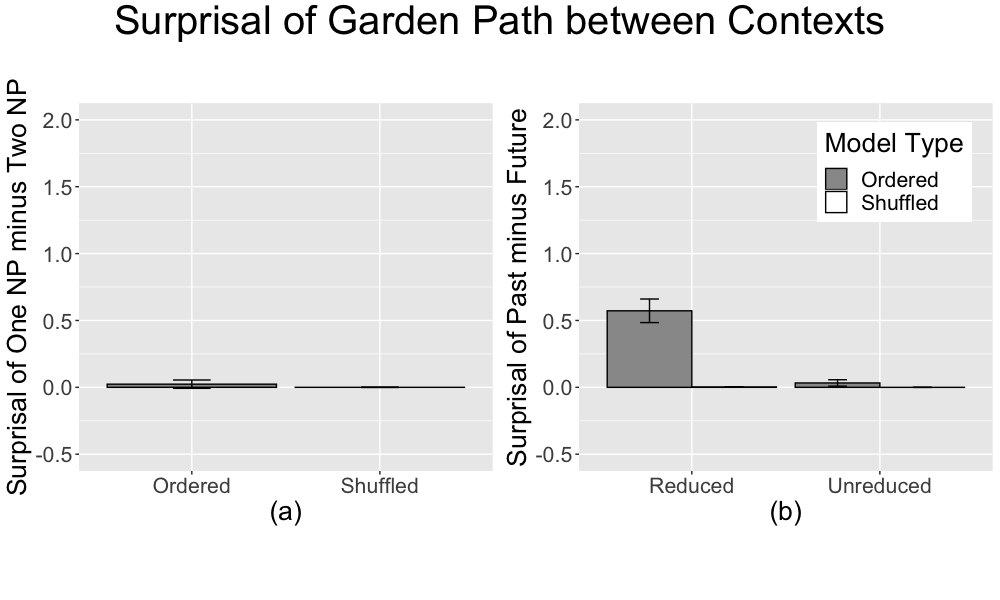 Surprisal of Garden Path between Contexts
Surprisal of One NP minus Two NP
2.0
1.5
1.0
0.5
0.0
-0.5
Ordered
Shuffled
(a)
Surprisal of Past minus Future
2.0
1.5
1.0
0.5
0.0
-0.5
Model Type
Ordered
Shuffled
Reduced
Unreduced
(b)